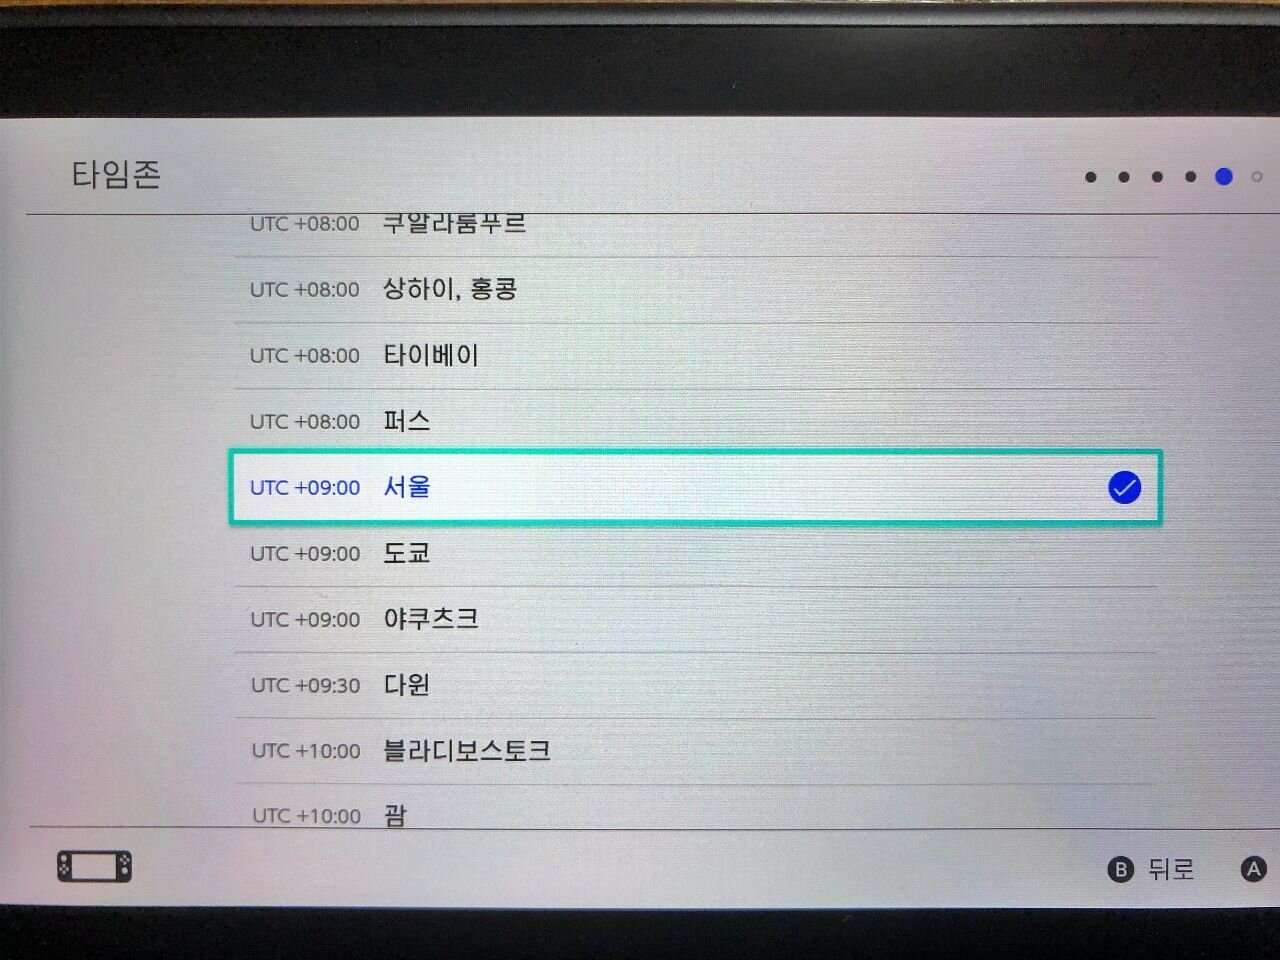 타임존
UTC +08:00 쿠알라룸푸르
UTC +08:00 상하이, 홍콩
UTC +08:00 타이베이
UTC +08:00 퍼스
UTC +09:00 서울
UTC +09:00 도쿄
UTC +09:00 야쿠츠크
UTC +09:30 다윈
UTC +10:00 블라디보스토크
UTC +10:00 괌
B 뒤로 A